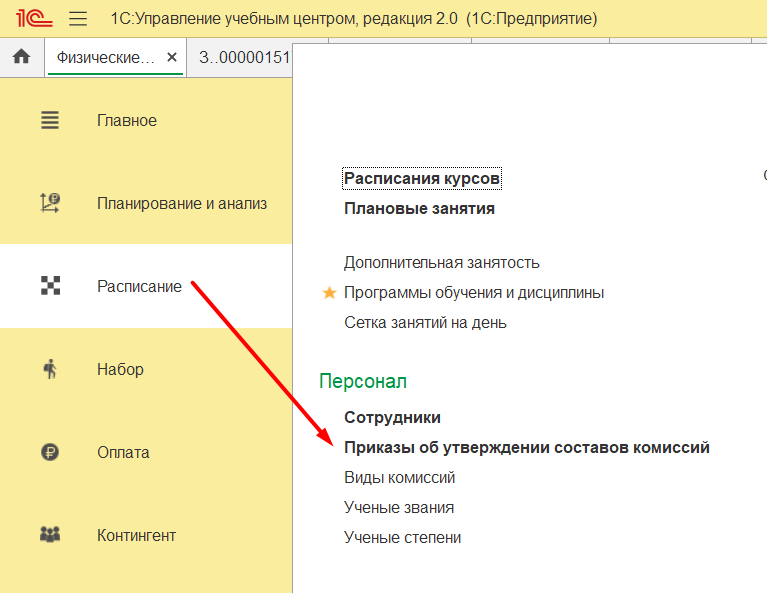 1С:Управление учебным центром, редакция 2.0 (1С:Предприятие)
Физические... × З..00000151
Главное
Планирование и анализ
Расписание
Набор
Оплата
Контингент
Расписания курсов
Плановые занятия
Дополнительная занятость
Программы обучения и дисциплины
Сетка занятий на день
Персонал
Сотрудники
Приказы об утверждении составов комиссий
Виды комиссий
Ученые звания
Ученые степени